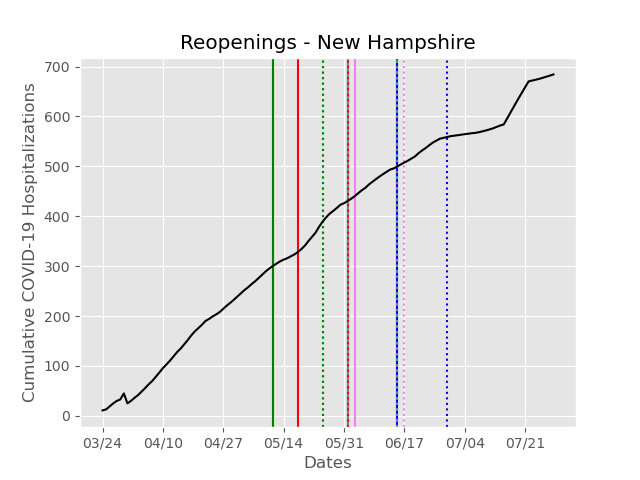 Reopenings - New Hampshire
Cumulative COVID-19 Hospitalizations
700
600
500
400
300
200
100
0
03/24 04/10 04/27 05/14 05/31 06/17 07/04 07/21
Dates